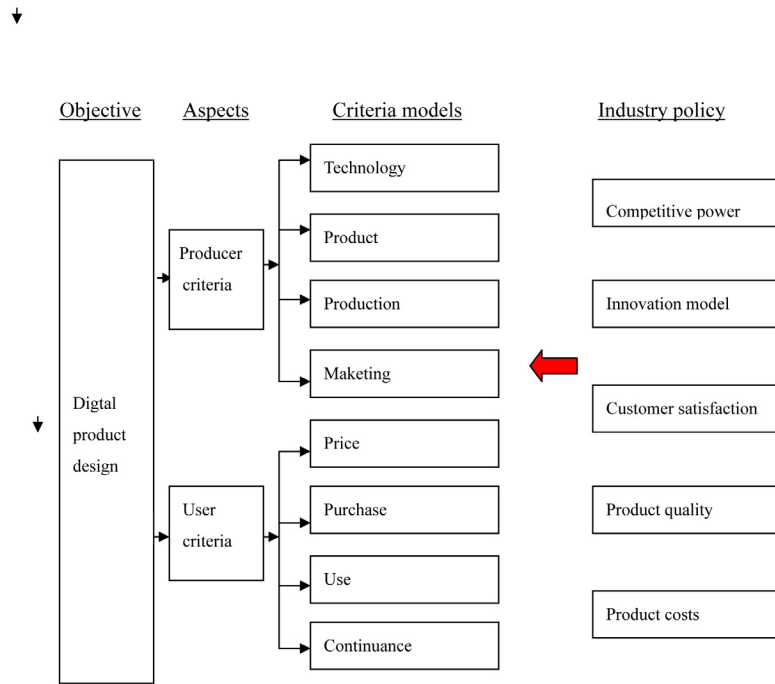 Objective
Aspects
Criteria models
Industry policy
Digtal
product
design
Producer
criteria
User
criteria
Technology
Product
Production
Maketing
Price
Purchase
Use
Continuance
Competitive power
Innovation model
Customer satisfaction
Product quality
Product costs